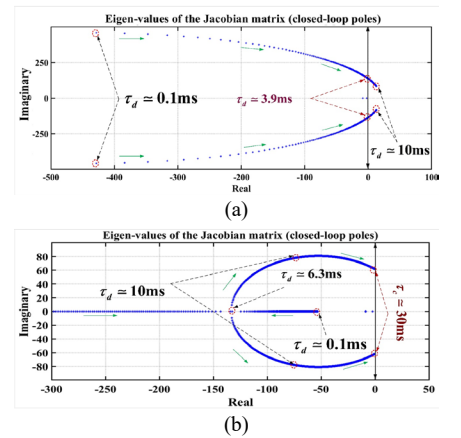 Eigen-values of the Jacobian matrix (closed-loop poles)
Imaginary
250
0
-250
τd ≃ 0.1ms
τd ≃ 3.9ms
τd ≃ 10ms
-500 -400 -300 -200 -100 0 100
Real
(a)
Eigen-values of the Jacobian matrix (closed-loop poles)
Imaginary
80
60
40
20
0
-20
-40
-60
-80
τd ≃ 6.3ms
τd ≃ 10ms
τd ≃ 0.1ms
τc ≃ 30ms
-300 -250 -200 -150 -100 -50 0 50
Real
(b)